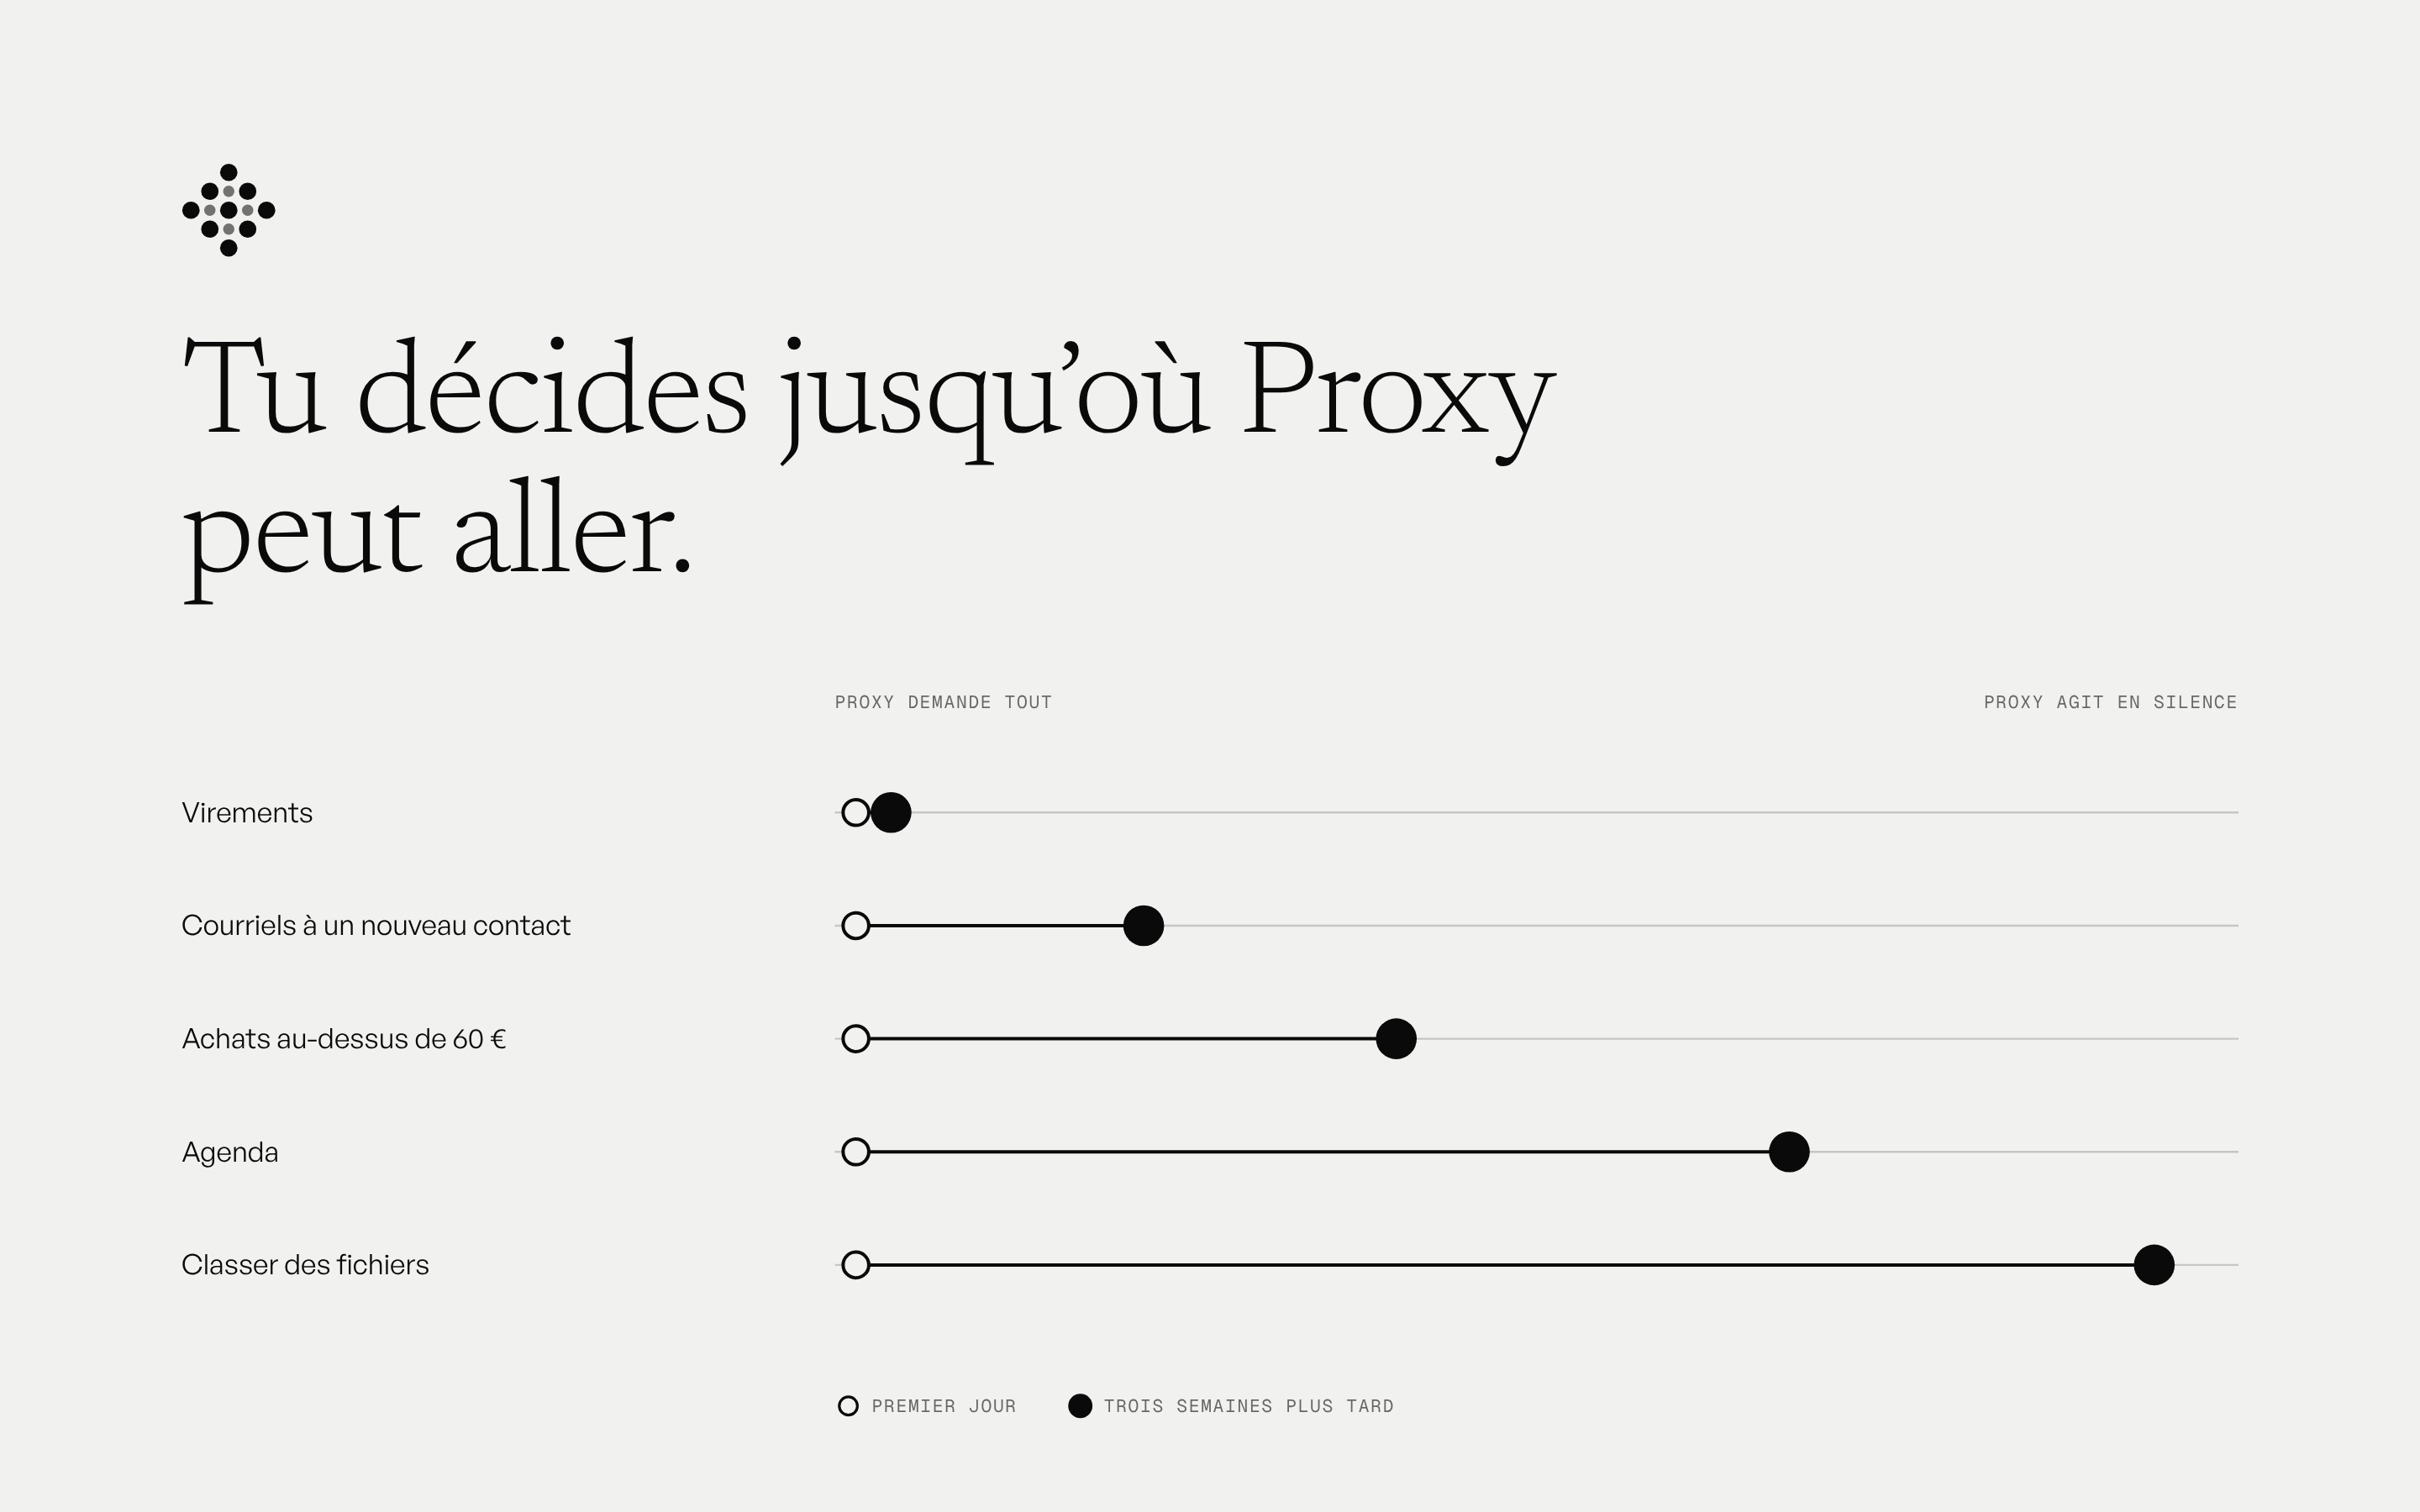 Tu décides jusqu’où Proxy
peut aller.
PROXY DEMANDE TOUT
PROXY AGIT EN SILENCE
Virements
Courriels à un nouveau contact
Achats au-dessus de 60 €
Agenda
Classer des fichiers
PREMIER JOUR
TROIS SEMAINES PLUS TARD